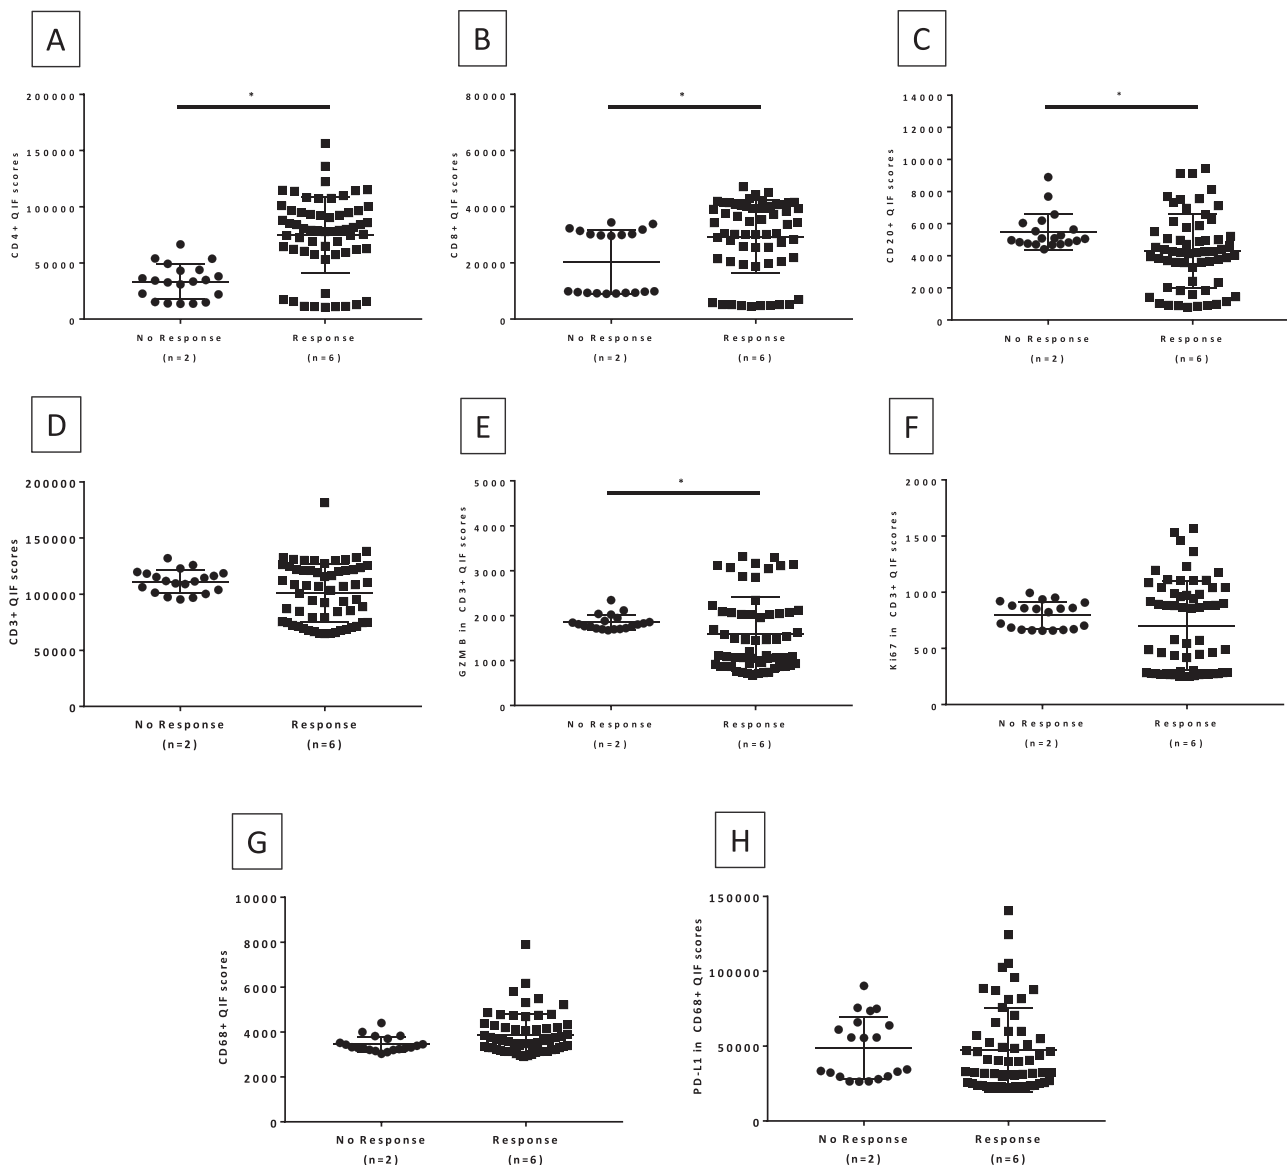 A
B
C
CD4+ QIF scores
200000
150000
100000
50000
0
*
No Response
(n=2)
Response
(n=6)
CD8+ QIF scores
80000
60000
40000
20000
0
*
No Response
(n=2)
Response
(n=6)
CD20+ QIF scores
14000
12000
10000
8000
6000
4000
2000
0
*
No Response
(n=2)
Response
(n=6)
D
E
F
CD3+ QIF scores
200000
150000
100000
50000
0
No Response
(n=2)
Response
(n=6)
GZMB in CD3+ QIF scores
5000
4000
3000
2000
1000
0
*
No Response
(n=2)
Response
(n=6)
Ki67 in CD3+ QIF scores
2000
1500
1000
500
0
No Response
(n=2)
Response
(n=6)
G
H
CD68+ QIF scores
10000
8000
6000
4000
2000
0
No Response
(n=2)
Response
(n=6)
PD-L1 in CD68+ QIF scores
150000
100000
50000
0
No Response
(n=2)
Response
(n=6)